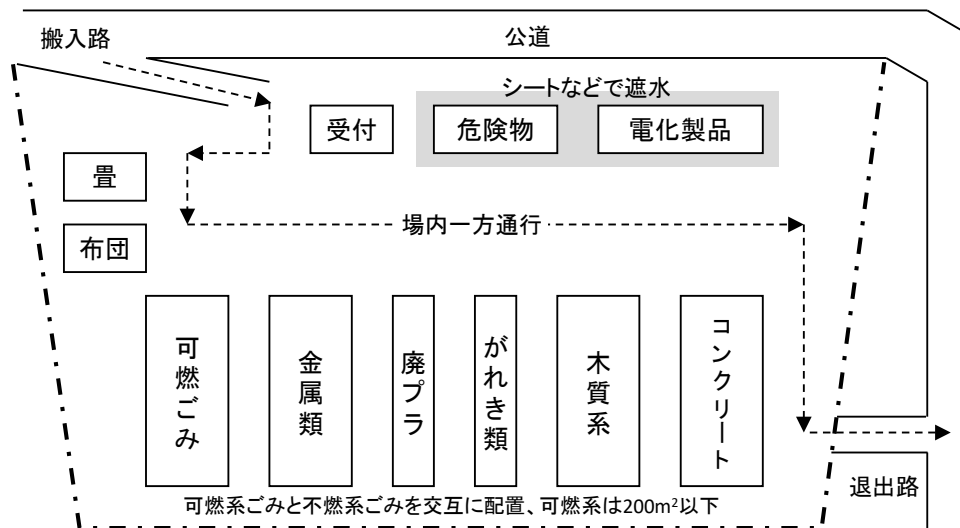 搬入路
公道
シートなどで遮水
受付
危険物
電化製品
畳
布団
場内一方通行
可燃ごみ
金属類
廃プラ
がれき類
木質系
コンクリート
退出路
可燃系ごみと不燃系ごみを交互に配置、可燃系は200m²以下